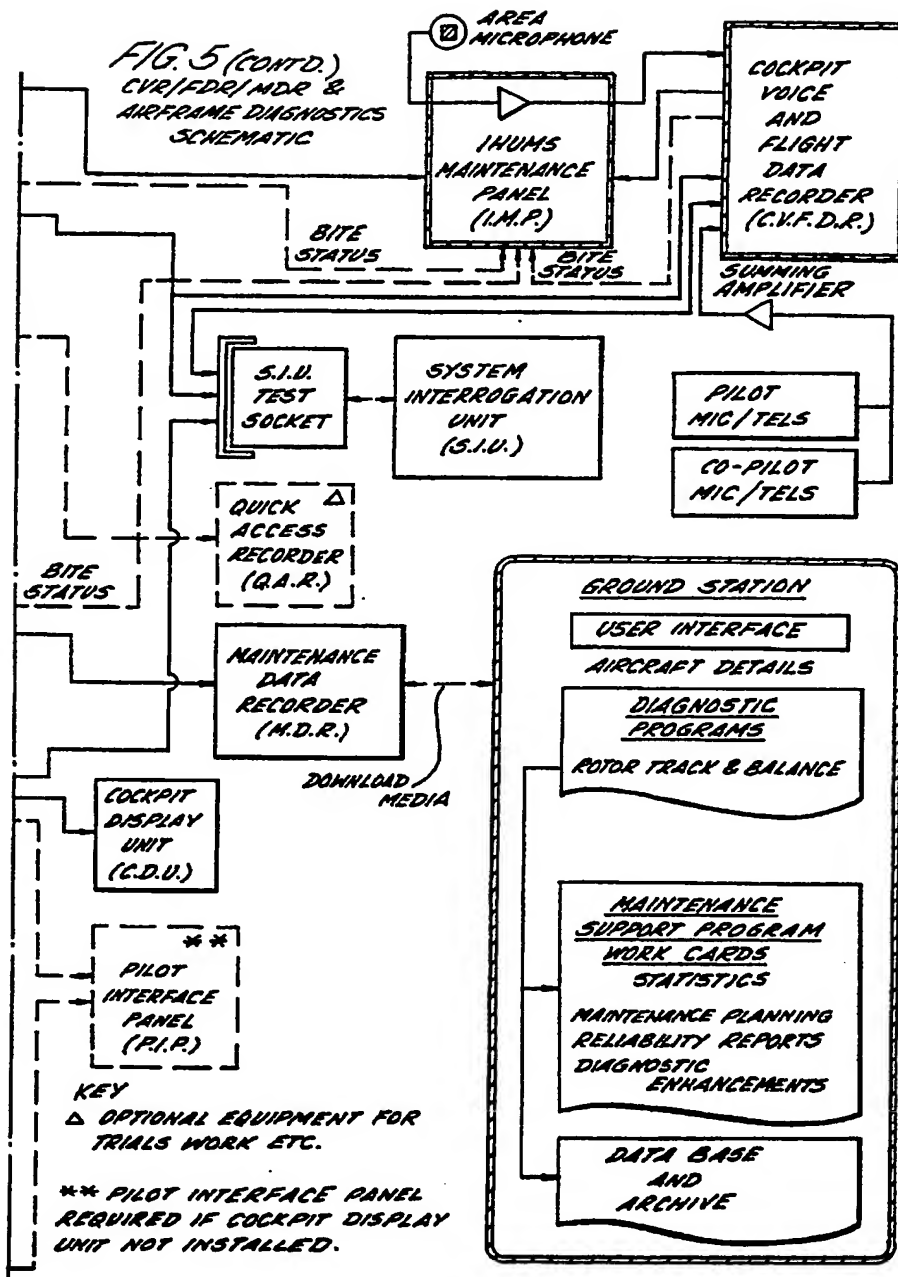 FIG. 5 (CONTD.)
CVR/FDR/MDR &
AIRFRAME DIAGNOSTICS
SCHEMATIC
AREA
MICROPHONE
IHUMS
MAINTENANCE
PANEL
(I.M.P.)
COCKPIT
VOICE
AND
FLIGHT
DATA
RECORDER
(C.V.F.D.R.)
BITE
STATUS
BITE
STATUS
SUMMING
AMPLIFIER
S.I.U.
TEST
SOCKET
SYSTEM
INTERROGATION
UNIT
(S.I.U.)
PILOT
MIC/TELS
CO-PILOT
MIC/TELS
QUICK Δ
ACCESS
RECORDER
(Q.A.R.)
BITE
STATUS
MAINTENANCE
DATA
RECORDER
(M.D.R.)
DOWNLOAD
MEDIA
COCKPIT
DISPLAY
UNIT
(C.D.U.)
**
PILOT
INTERFACE
PANEL
(P.I.P.)
GROUND STATION
USER INTERFACE
AIRCRAFT DETAILS
DIAGNOSTIC
PROGRAMS
ROTOR TRACK & BALANCE
MAINTENANCE
SUPPORT PROGRAM
WORK CARDS
STATISTICS
MAINTENANCE PLANNING
RELIABILITY REPORTS
DIAGNOSTIC
ENHANCEMENTS
DATA BASE
AND
ARCHIVE
KEY
Δ OPTIONAL EQUIPMENT FOR
TRIALS WORK ETC.
** PILOT INTERFACE PANEL
REQUIRED IF COCKPIT DISPLAY
UNIT NOT INSTALLED.